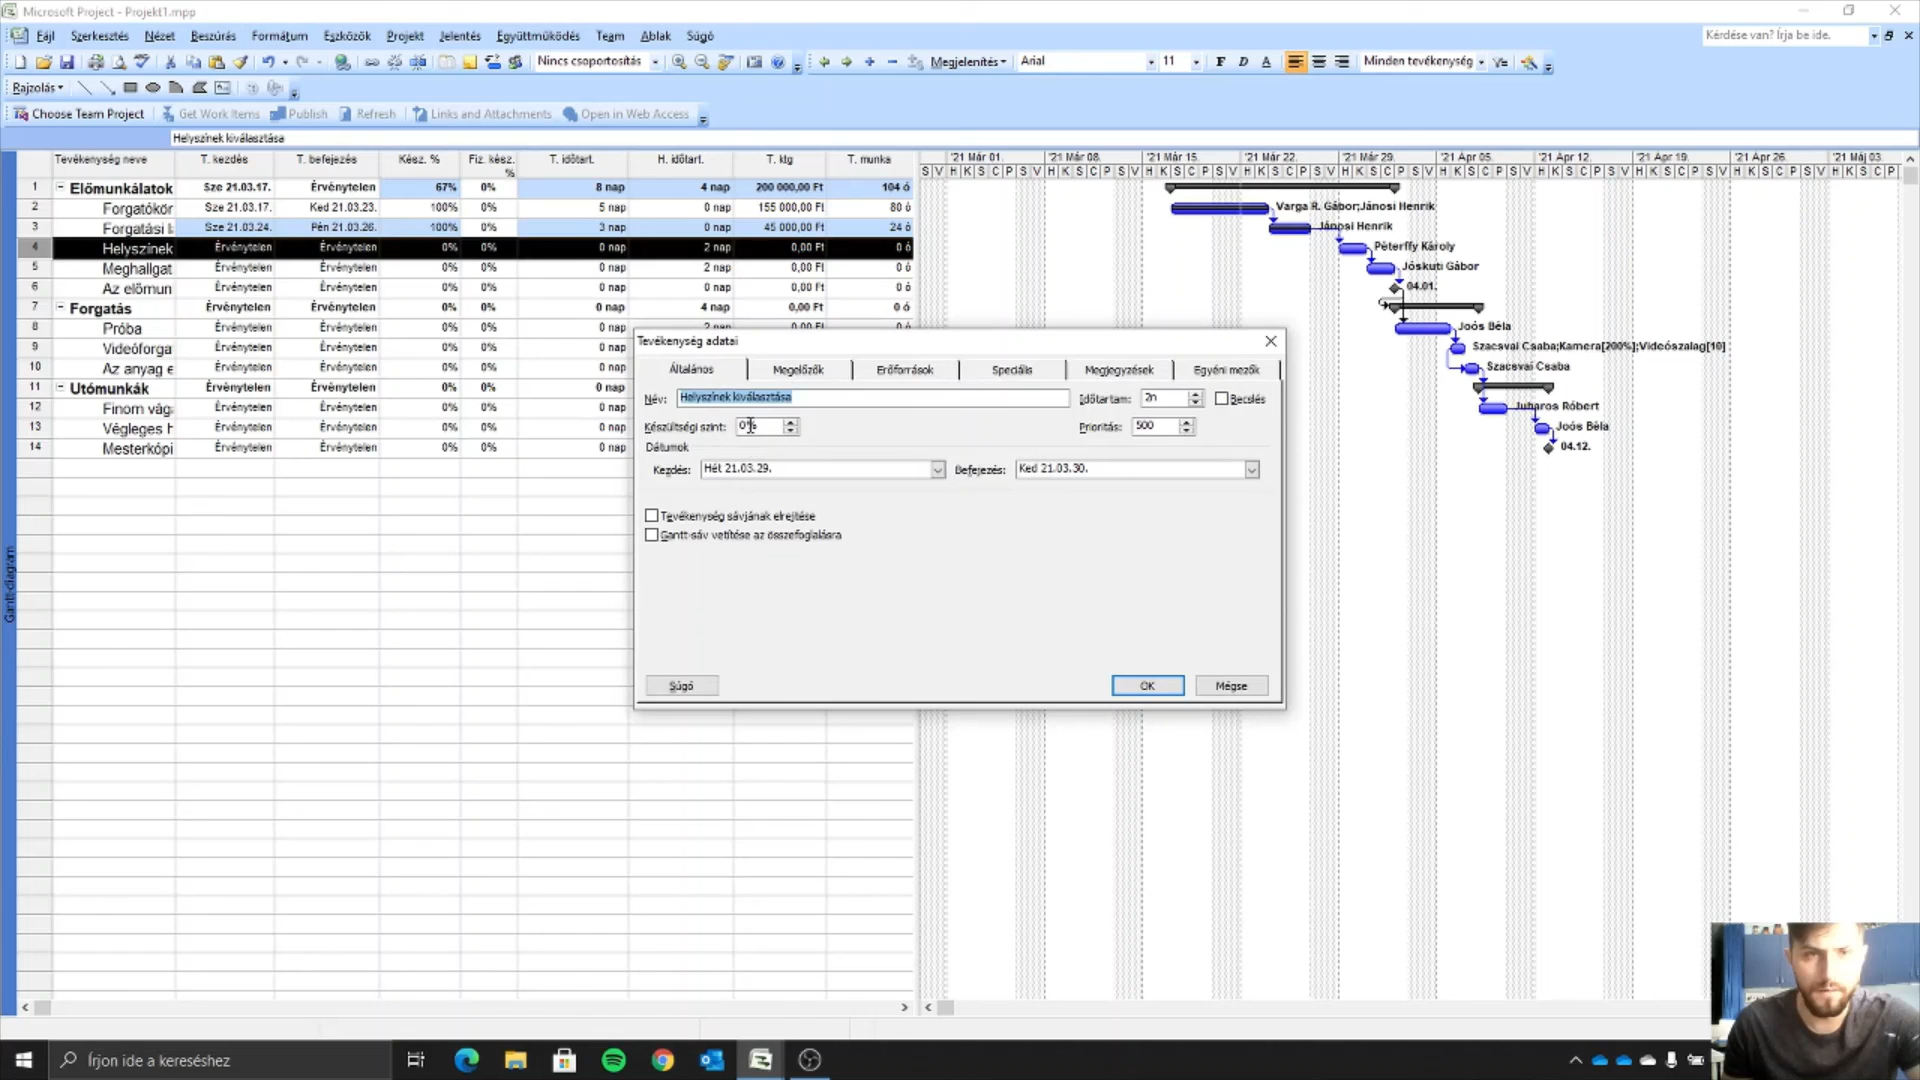 Microsoft Project - Projekt1.mpp
Fájl Szerkesztés Nézet Beszúrás Formátum Eszközök Projekt Jelentés Együttműködés Team Ablak Súgó Kérdése van? Írja be ide.
Nincs csoportosítás Megjelenítés Arial 11 F D A Minden tevékenység
Rajzolás
Choose Team Project Get Work Items Publish Refresh Links and Attachments Open in Web Access
Helyszínek kiválasztása
Tevékenység neve T. kezdés T. befejezés Kész. % Fiz. kész. % T. időtart. H. időtart. T. ktg T. munka
'21 Már 01. '21 Már 08. '21 Már 15. '21 Már 22. '21 Már 29. '21 Apr 05. '21 Apr 12. '21 Apr 19. '21 Apr 26. '21 Máj 03.
S V H K S C P S V H K S C P S V H K S C P S V H K S C P S V H K S C P S V H K S C P S V H K S C P S V H K S C P S V H K S C P S V H K S C P
1 Előmunkálatok Sze 21.03.17. Érvénytelen 67% 0% 8 nap 4 nap 200 000,00 Ft 104 ó
2 Forgatókör Sze 21.03.17. Ked 21.03.23. 100% 0% 5 nap 0 nap 155 000,00 Ft 80 ó Varga R. Gábor;Jánosi Henrik
3 Forgatási Sze 21.03.24. Pén 21.03.26. 100% 0% 3 nap 0 nap 45 000,00 Ft 24 ó Jánosi Henrik
4 Helyszínek Érvénytelen Érvénytelen 0% 0% 0 nap 2 nap 0,00 Ft 0 ó Péterffy Károly
5 Meghallgat Érvénytelen Érvénytelen 0% 0% 0 nap 2 nap 0,00 Ft 0 ó Jóskuti Gábor
6 Az előmun Érvénytelen Érvénytelen 0% 0% 0 nap 0 nap 0,00 Ft 0 ó 04.01.
7 Forgatás Érvénytelen Érvénytelen 0% 0% 0 nap 4 nap 0,00 Ft 0 ó
8 Próba Érvénytelen Érvénytelen 0% 0% 0 nap 2 nap 0,00 Ft 0 ó Joós Béla
9 Videóforga Érvénytelen Érvénytelen 0% 0% 0 nap Szacsvai Csaba;Kamera[200%];Videószalag[10]
10 Az anyag e Érvénytelen Érvénytelen 0% 0% 0 nap Szacsvai Csaba
11 Utómunkák Érvénytelen Érvénytelen 0% 0% 0 nap
12 Finom vág Érvénytelen Érvénytelen 0% 0% 0 nap Juharos Róbert
13 Végleges h Érvénytelen Érvénytelen 0% 0% 0 nap Joós Béla
14 Mesterkópi Érvénytelen Érvénytelen 0% 0% 0 nap 04.12.
Gantt-diagram
Tevékenység adatai
Általános Megelőzők Erőforrások Speciális Megjegyzések Egyéni mezők
Név: Helyszínek kiválasztása Időtartam: 2n Becslés
Készültségi szint: 0% Prioritás: 500
Dátumok
Kezdés: Hét 21.03.29. Befejezés: Ked 21.03.30.
Tevékenység sávjának elrejtése
Gantt-sáv vetítése az összefoglalásra
Súgó OK Mégse
Írjon ide a kereséshez